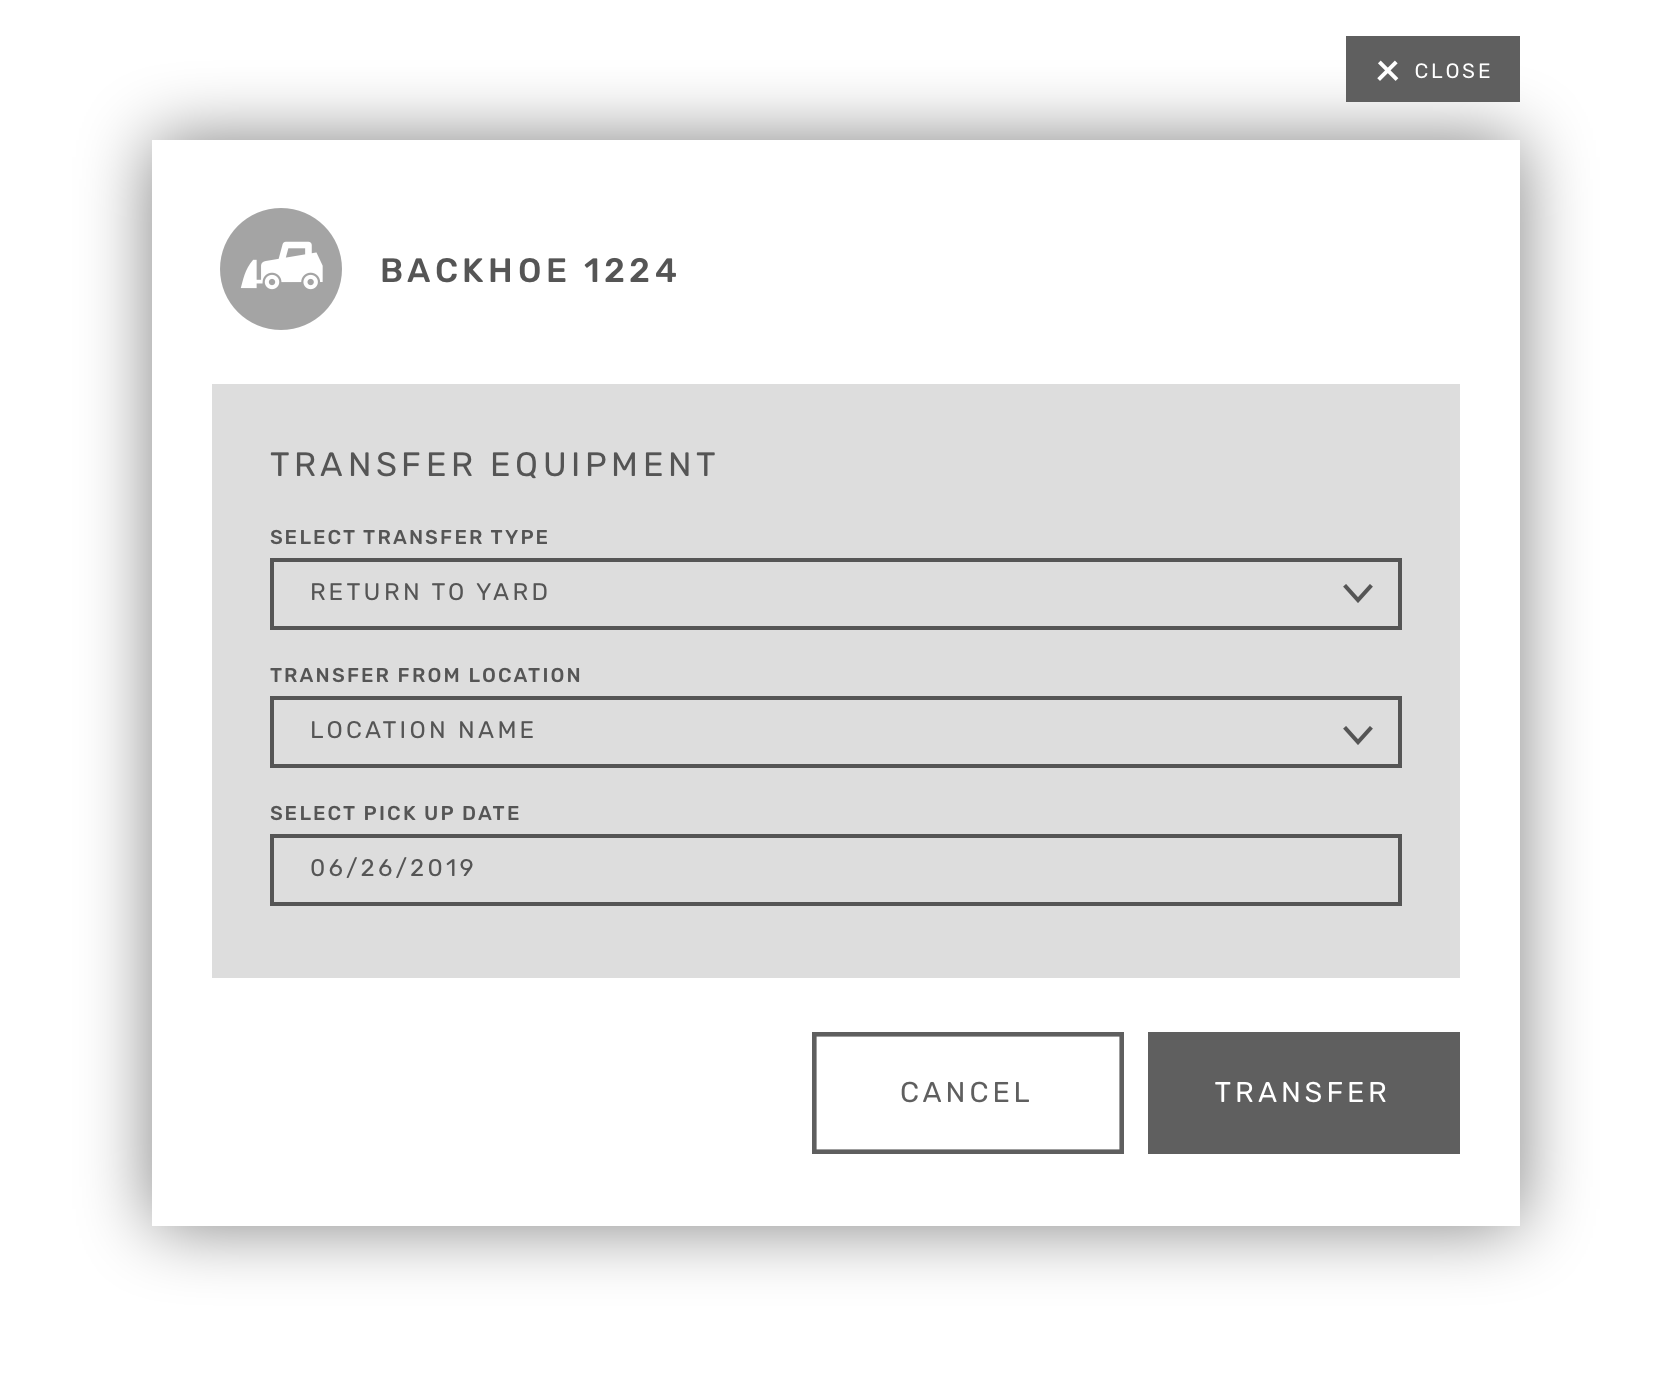 CLOSE
BACKHOE 1224
TRANSFER EQUIPMENT
SELECT TRANSFER TYPE
RETURN TO YARD
TRANSFER FROM LOCATION
LOCATION NAME
SELECT PICK UP DATE
06/26/2019
CANCEL
TRANSFER